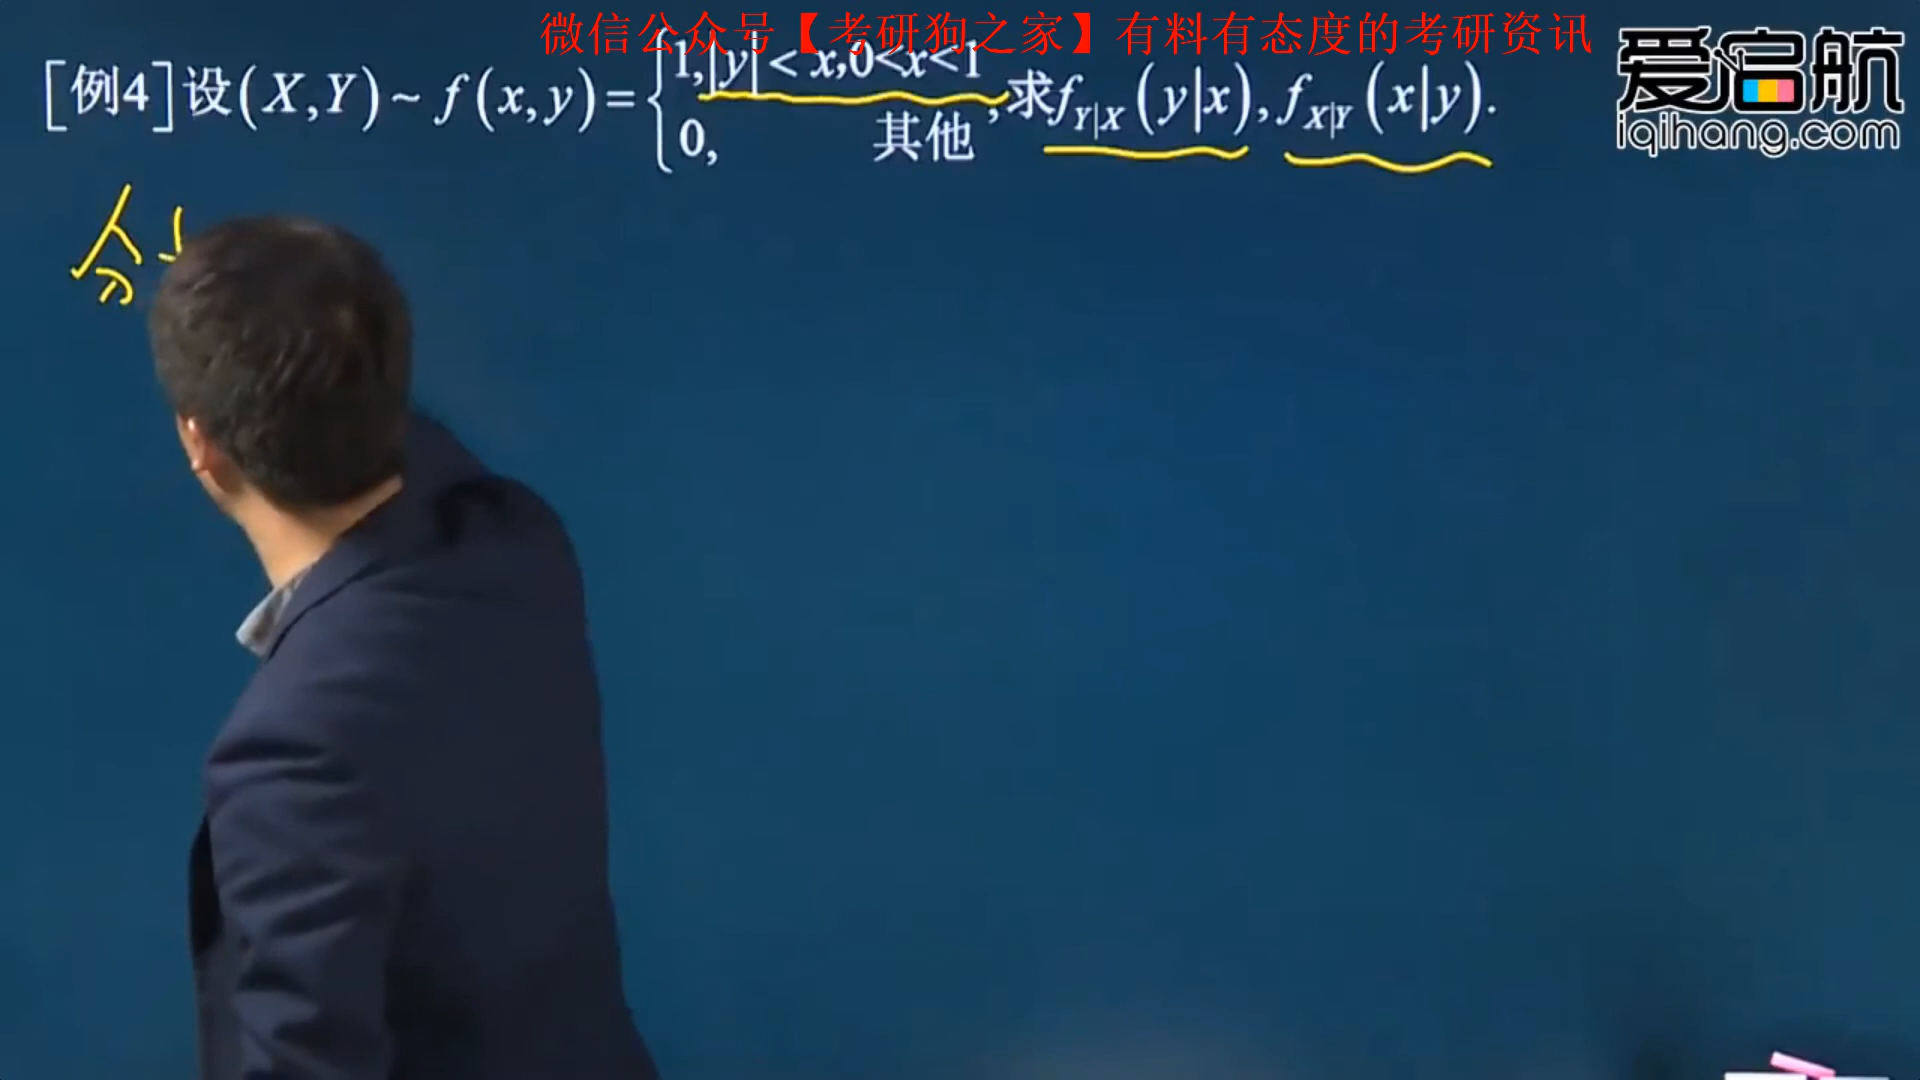 微信公众号【考研狗之家】有料有态度的考研资讯
爱启航
iqihang.com
[例4]设(X,Y)~f(x,y)={1,|y|<x,0<x<1
0, 其他
,求f_{Y|X}(y|x),f_{X|Y}(x|y).
分